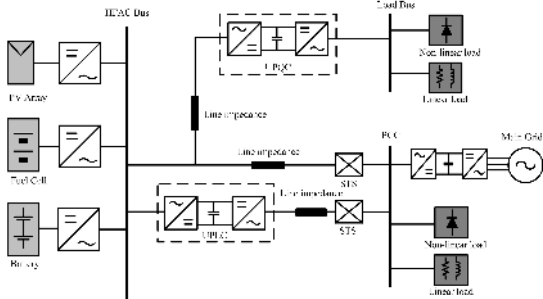 HFAC Bus
Load Bus
UPQC
Non-linear load
PV Array
Linear load
Line impedance
Line impedance
PCC
Main Grid
STS
Fuel Cell
Line impedance
UPLC
STS
Non-linear load
Battery
Linear load